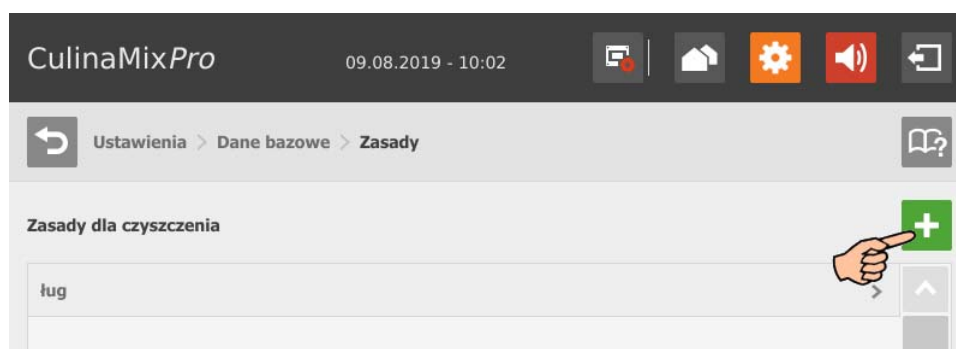 CulinaMixPro 09.08.2019 - 10:02
Ustawienia > Dane bazowe > Zasady
Zasady dla czyszczenia
ług